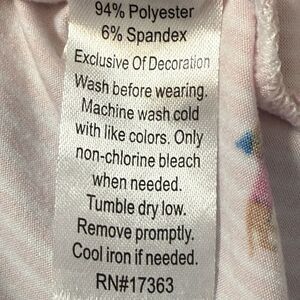 94% Polyester
6% Spandex
Exclusive Of Decoration
Wash before wearing.
Machine wash cold
with like colors. Only
non-chlorine bleach
when needed.
Tumble dry low.
Remove promptly.
Cool iron if needed.
RN#17363